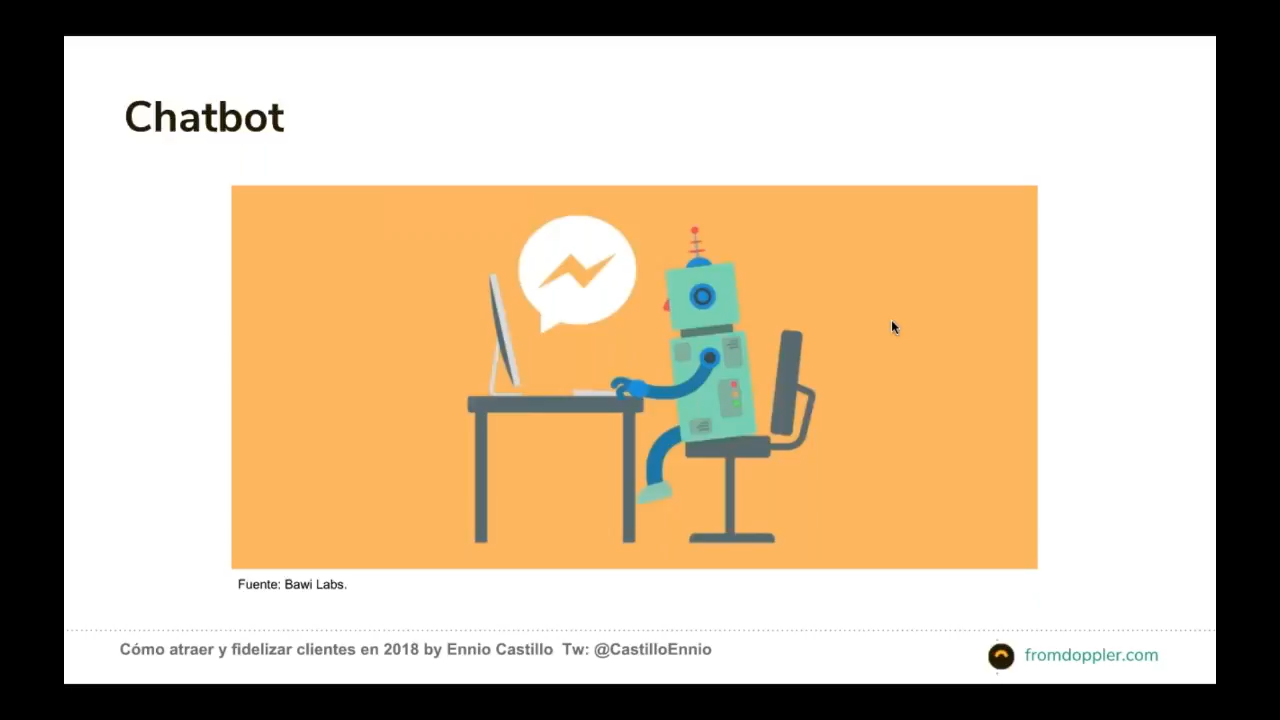 Chatbot
Fuente: Bawi Labs.
Cómo atraer y fidelizar clientes en 2018 by Ennio Castillo  Tw: @CastilloEnnio
fromdoppler.com